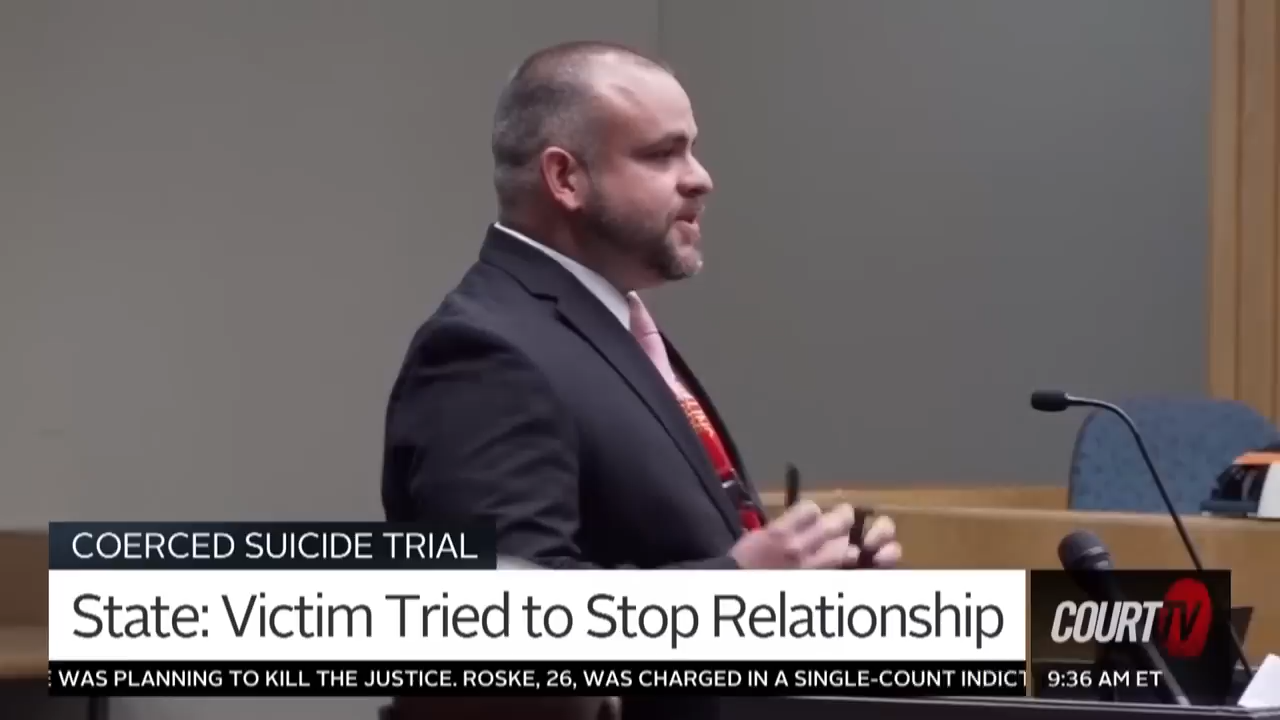 COERCED SUICIDE TRIAL
State: Victim Tried to Stop Relationship
COURT TV
WAS PLANNING TO KILL THE JUSTICE. ROSKE, 26, WAS CHARGED IN A SINGLE-COUNT
9:36 AM ET